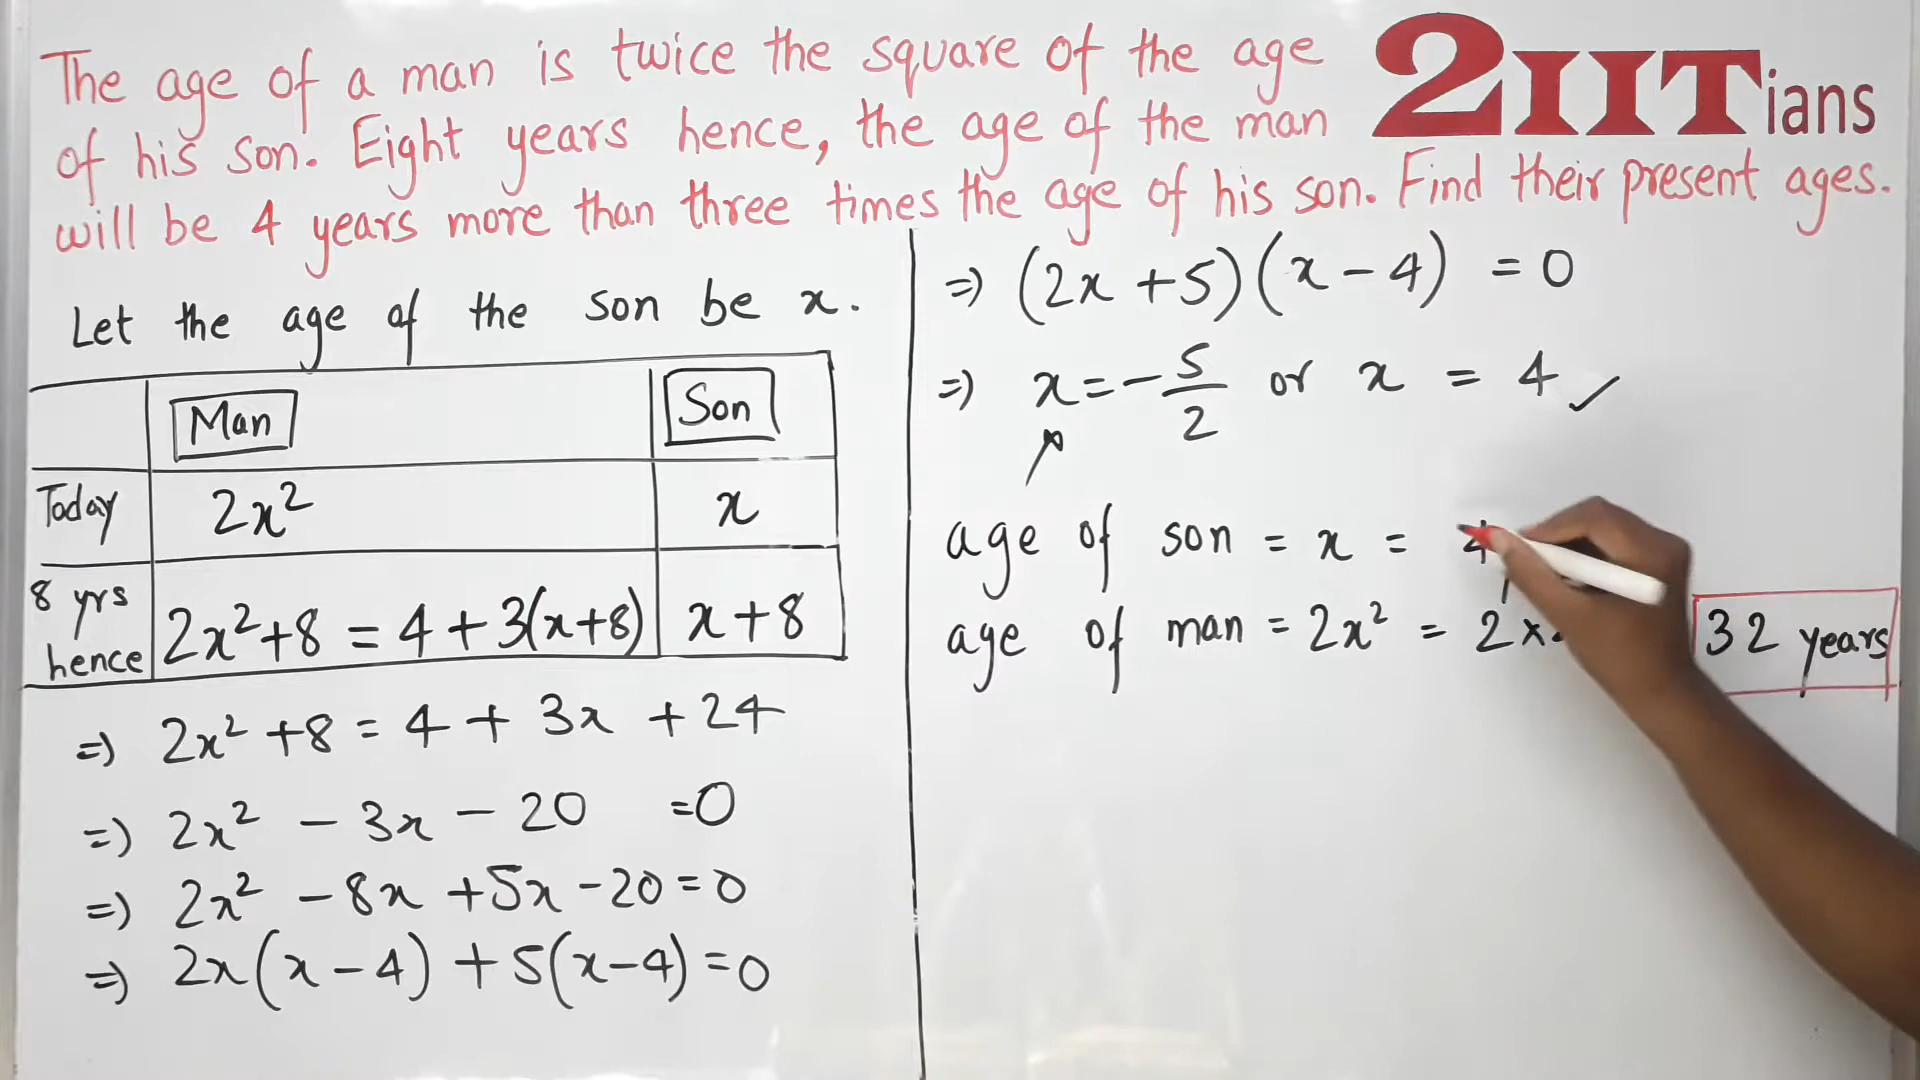 The age of a man is twice the square of the age
of his son. Eight years hence, the age of the man
will be 4 years more than three times the age of his son. Find their present ages.
2IITians
Let the age of the son be x.
Man Son
Today 2x² x
8 yrs hence 2x²+8 = 4+3(x+8) x+8
⇒ 2x² +8 = 4 + 3x + 24
⇒ 2x² - 3x - 20 =0
⇒ 2x² - 8x +5x -20=0
⇒ 2x(x-4) +5(x-4)=0
⇒ (2x+5)(x-4) = 0
⇒ x=-5/2 or x = 4 ✓
age of son = x = 4
age of man = 2x² = 2x
32 years